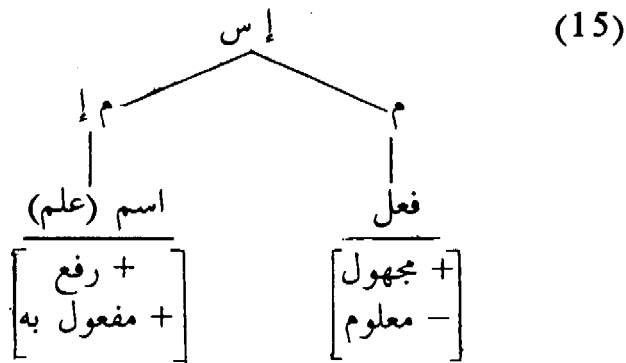 (15)
إ س
م م إ
فعل اسم (علم)
+ مجهول + رفع
− معلوم + مفعول به